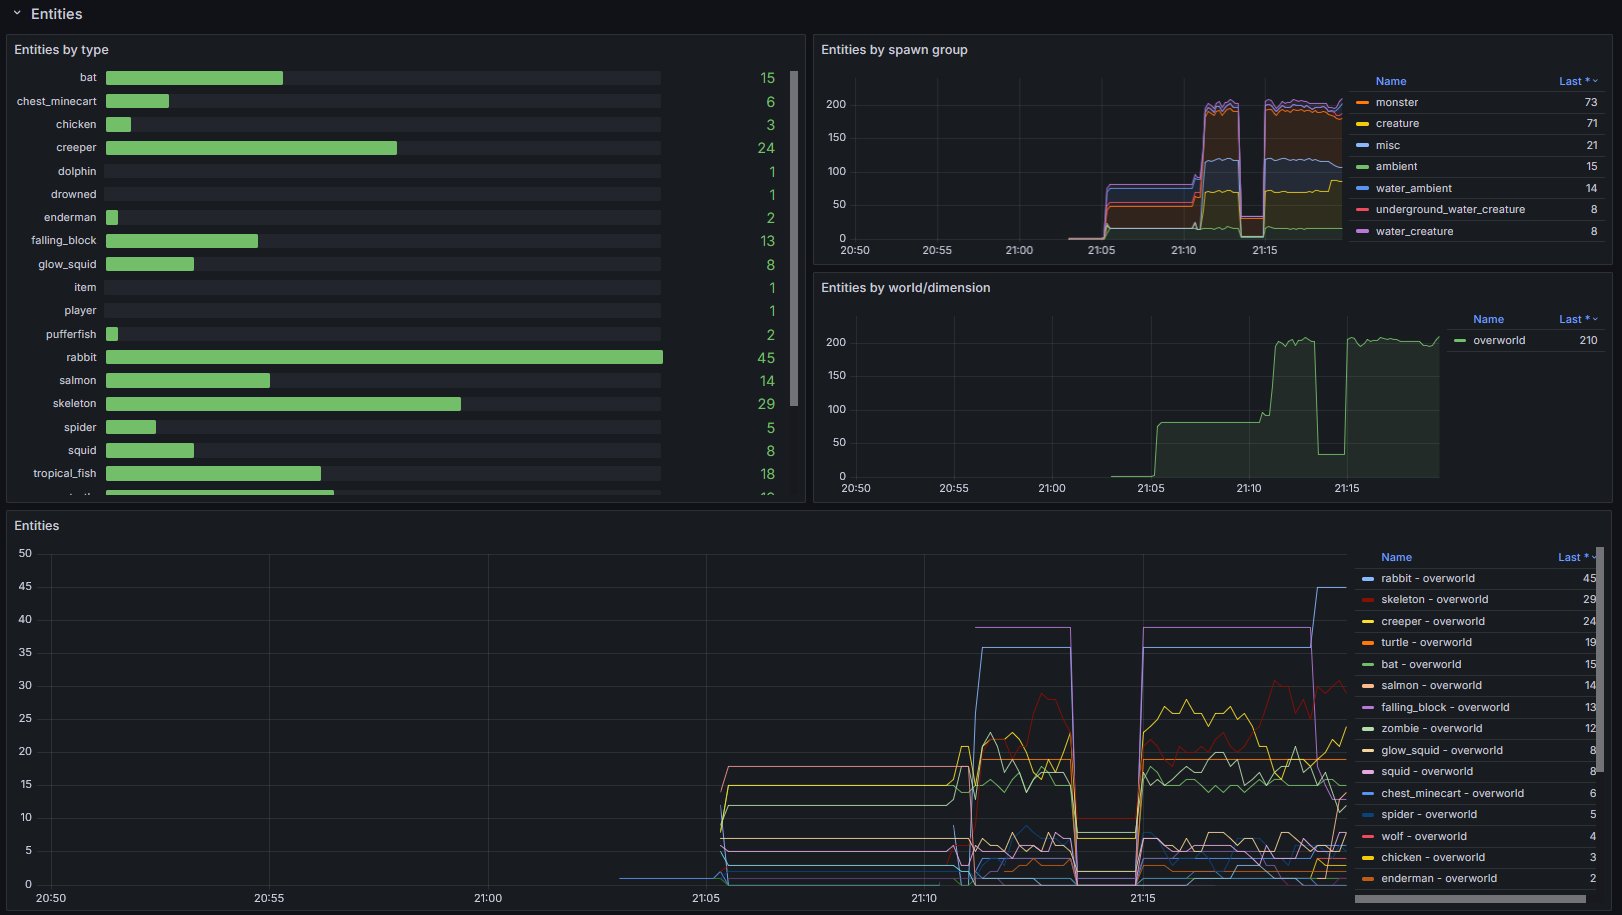 Entities
Entities by type
bat 15
chest_minecart 6
chicken 3
creeper 24
dolphin 1
drowned 1
enderman 2
falling_block 13
glow_squid 8
item 1
player 1
pufferfish 2
rabbit 45
salmon 14
skeleton 29
spider 5
squid 8
tropical_fish 18
Entities by spawn group
200
150
100
50
0
20:50 20:55 21:00 21:05 21:10 21:15
Name Last *
monster 73
creature 71
misc 21
ambient 15
water_ambient 14
underground_water_creature 8
water_creature 8
Entities by world/dimension
200
150
100
50
0
20:50 20:55 21:00 21:05 21:10 21:15
Name Last *
overworld 210
Entities
50
45
40
35
30
25
20
15
10
5
0
20:50 20:55 21:00 21:05 21:10 21:15
Name Last *
rabbit - overworld 45
skeleton - overworld 29
creeper - overworld 24
turtle - overworld 19
bat - overworld 15
salmon - overworld 14
falling_block - overworld 13
zombie - overworld 12
glow_squid - overworld 8
squid - overworld 8
chest_minecart - overworld 6
spider - overworld 5
wolf - overworld 4
chicken - overworld 3
enderman - overworld 2